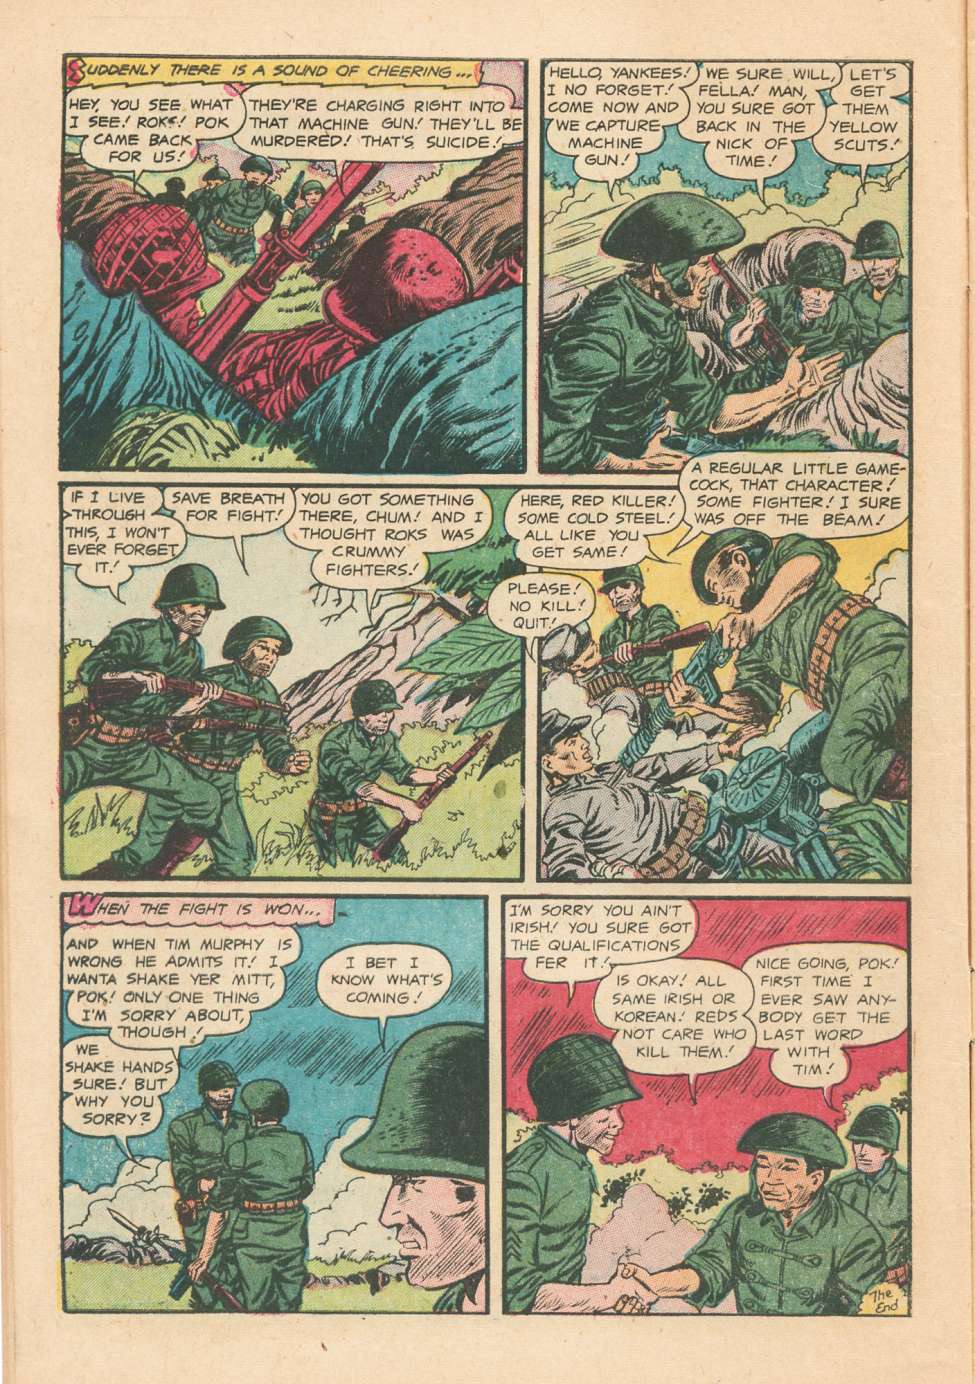 SUDDENLY THERE IS A SOUND OF CHEERING...
HEY, YOU SEE WHAT
I SEE! ROKS! POK
CAME BACK
FOR US!
THEY'RE CHARGING RIGHT INTO
THAT MACHINE GUN! THEY'LL BE
MURDERED! THAT'S SUICIDE!
HELLO, YANKEES!
I NO FORGET!
COME NOW AND
WE CAPTURE
MACHINE
GUN!
WE SURE WILL,
FELLA! MAN,
YOU SURE GOT
BACK IN THE
NICK OF
TIME!
LET'S
GET
THEM
YELLOW
SCUTS!
IF I LIVE
THROUGH
THIS, I WON'T
EVER FORGET
IT!
SAVE BREATH
FOR FIGHT!
YOU GOT SOMETHING
THERE, CHUM! AND I
THOUGHT ROKS WAS
CRUMMY
FIGHTERS!
HERE, RED KILLER!
SOME COLD STEEL!
ALL LIKE YOU
GET SAME!
A REGULAR LITTLE GAME-
COCK, THAT CHARACTER!
SOME FIGHTER! I SURE
WAS OFF THE BEAM!
PLEASE!
NO KILL!
QUIT!
WHEN THE FIGHT IS WON...
AND WHEN TIM MURPHY IS
WRONG HE ADMITS IT! I
WANTA SHAKE YER MITT,
POK! ONLY ONE THING
I'M SORRY ABOUT,
THOUGH!
WE
SHAKE HANDS
SURE! BUT
WHY YOU
SORRY?
I BET I
KNOW WHAT'S
COMING!
I'M SORRY YOU AIN'T
IRISH! YOU SURE GOT
THE QUALIFICATIONS
FER IT!
IS OKAY! ALL
SAME IRISH OR
KOREAN! REDS
NOT CARE WHO
KILL THEM!
NICE GOING, POK!
FIRST TIME I
EVER SAW ANY-
BODY GET THE
LAST WORD
WITH
TIM!
The
End